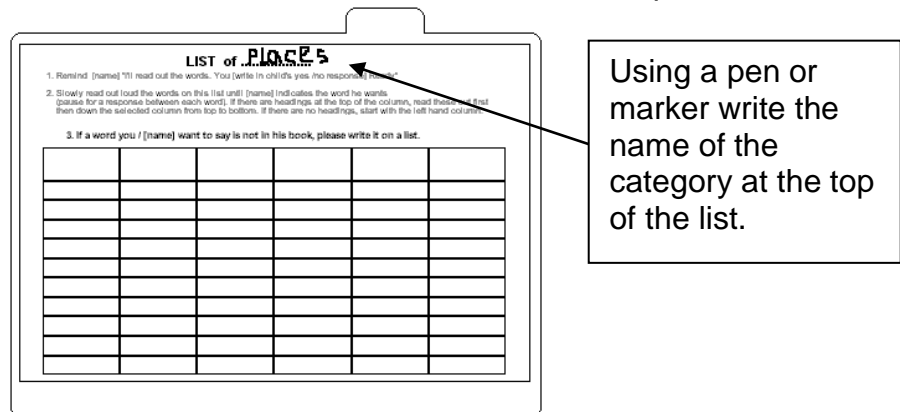 LIST of Places
1. Remind [name] "I'll read out the words. You [write in child's yes /no response] Ready"
2. Slowly read out loud the words on this list until [name] indicates the word he wants
(pause for a response between each word). If there are headings at the top of the column, read these out first
then down the selected column from top to bottom. If there are no headings, start with the left hand column.
3. If a word you / [name] want to say is not in his book, please write it on a list.
Using a pen or
marker write the
name of the
category at the top
of the list.